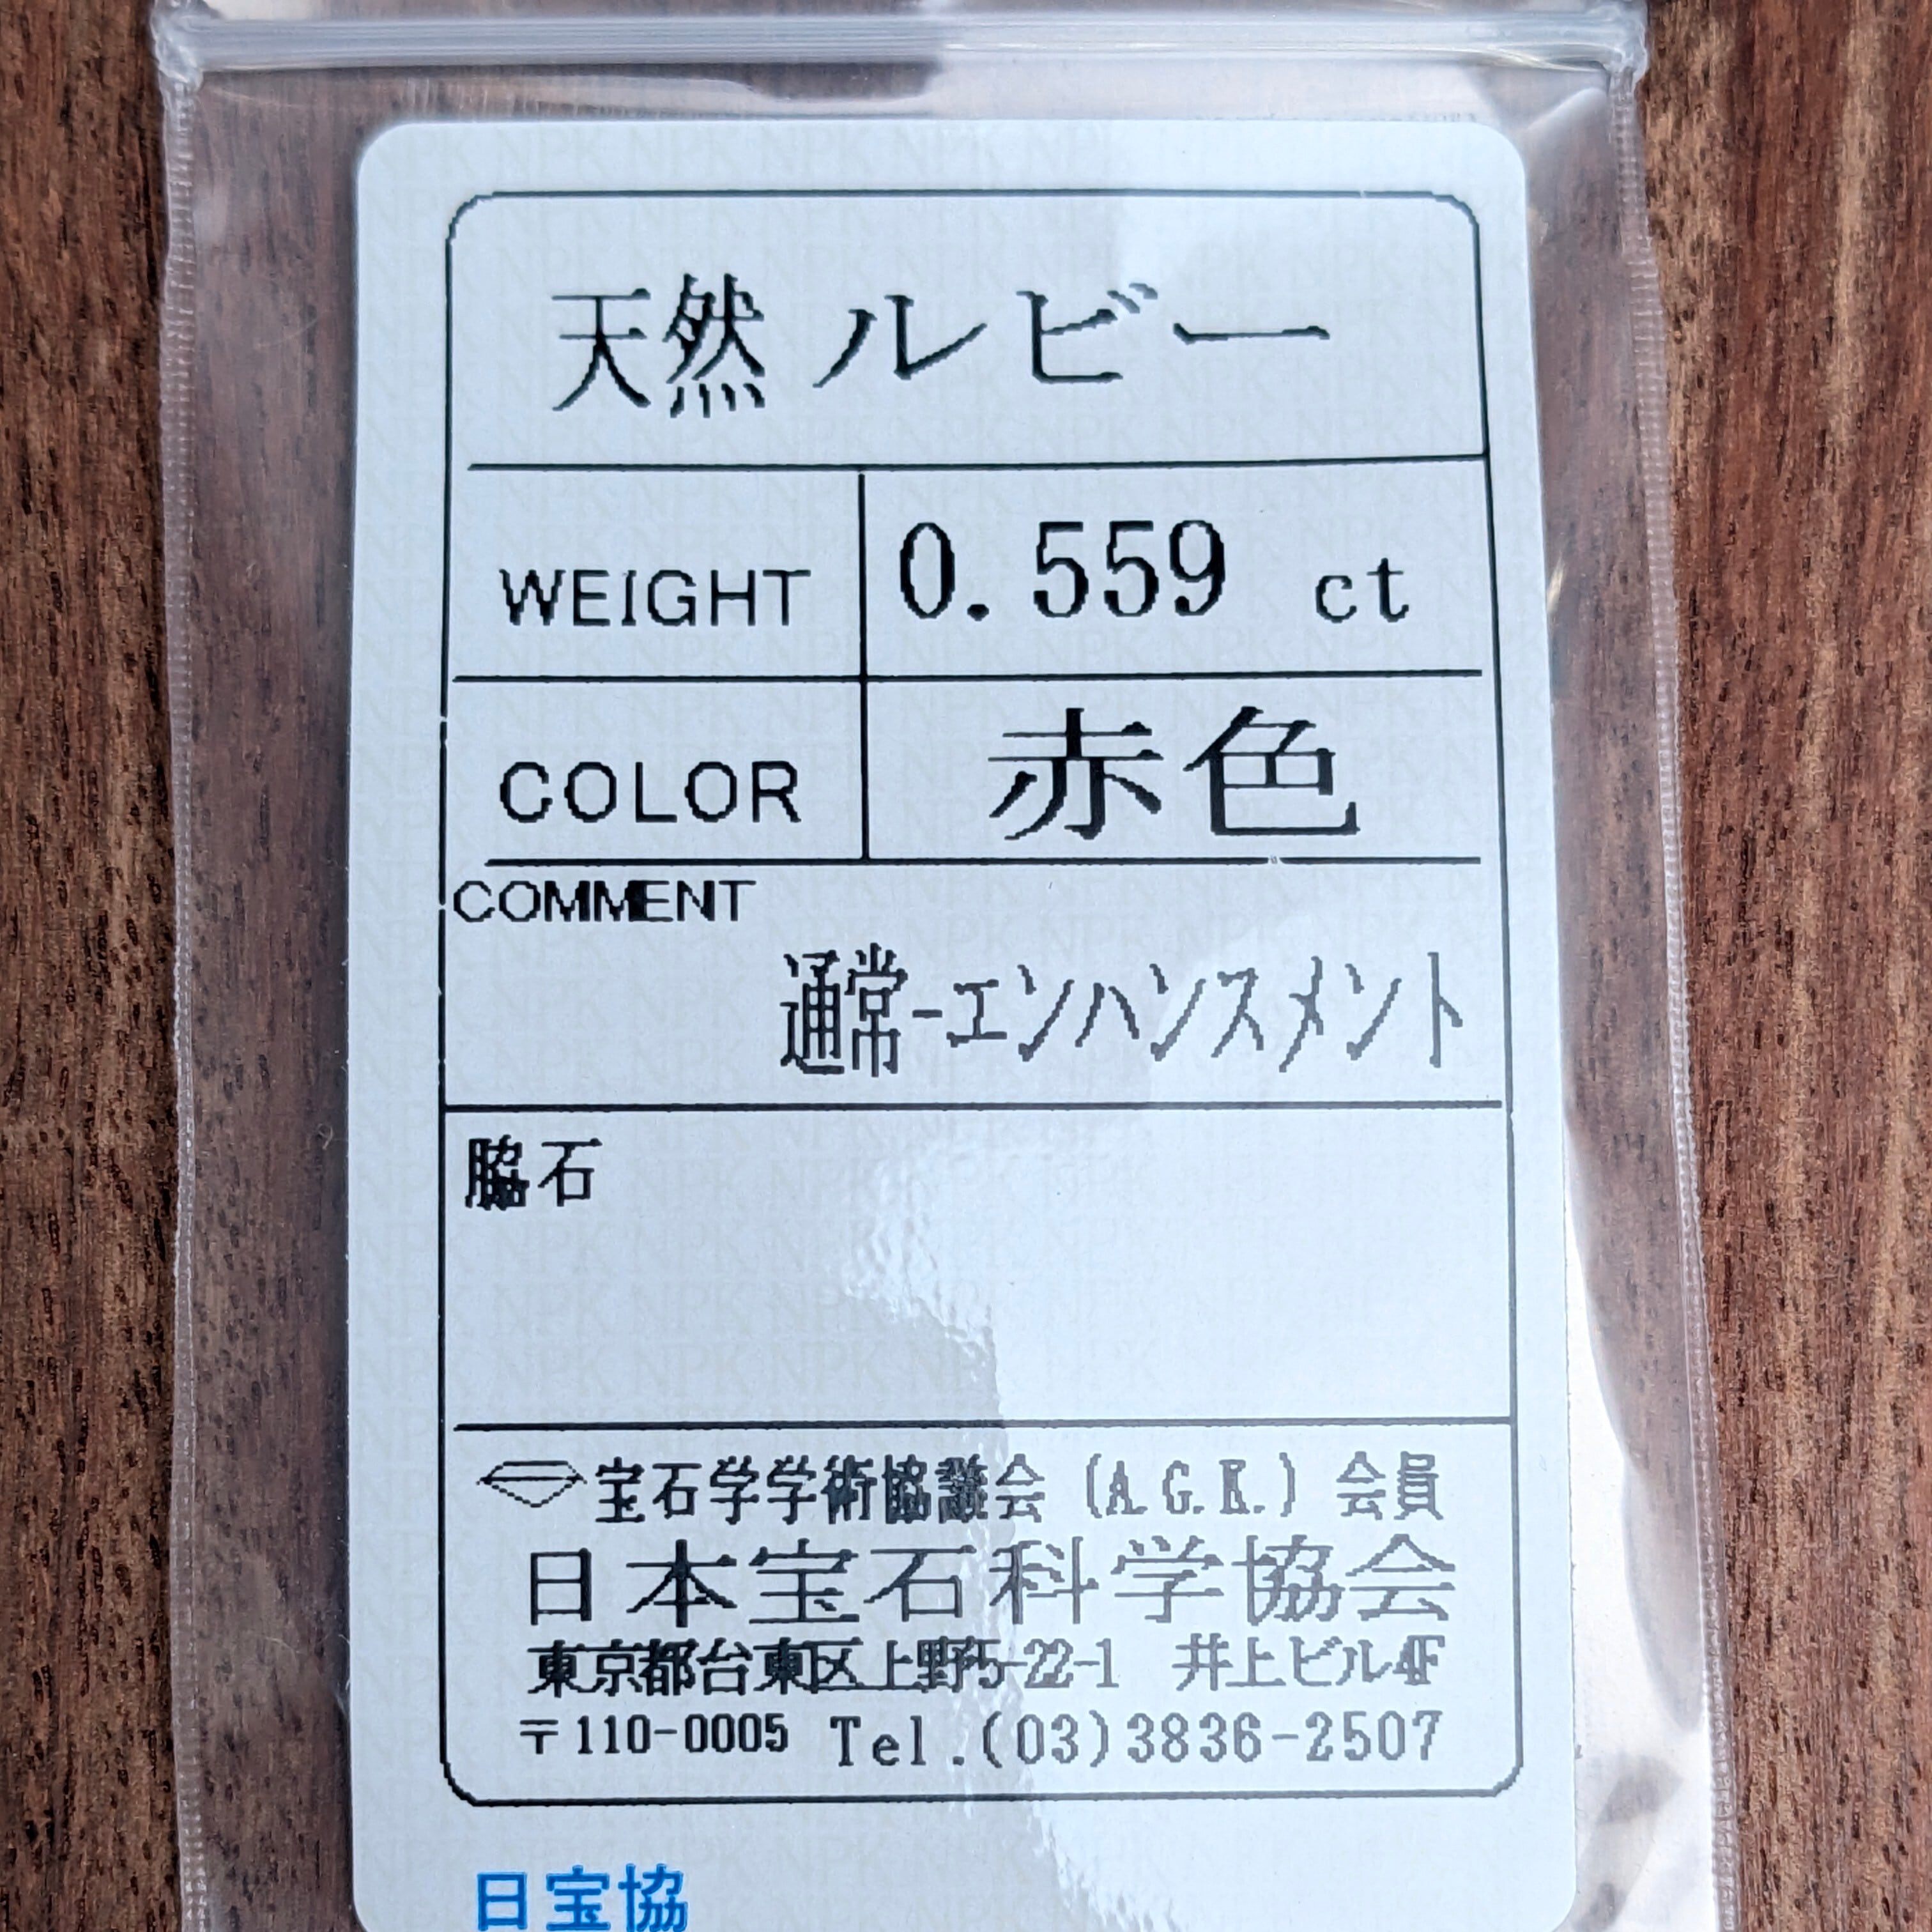 天然 ルビー
WEIGHT 0.559 ct
COLOR 赤色
COMMENT
通常-エンハンスメント
脇石
宝石学学術協議会 (A.G.K.) 会員
日本宝石科学協会
東京都台東区上野5-22-1 井上ビル4F
〒110-0005 Tel.(03)3836-2507
日宝協